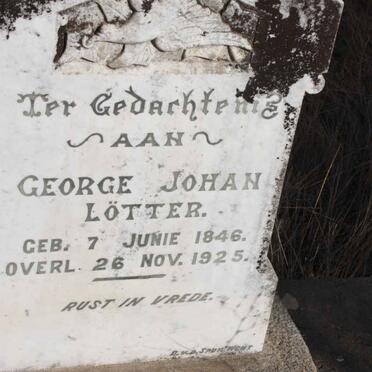 Ter Gedachtenis
AAN
GEORGE JOHAN
LÖTTER.
GEB. 7 JUNIE 1846.
OVERL. 26 NOV. 1925.
RUST IN VREDE.